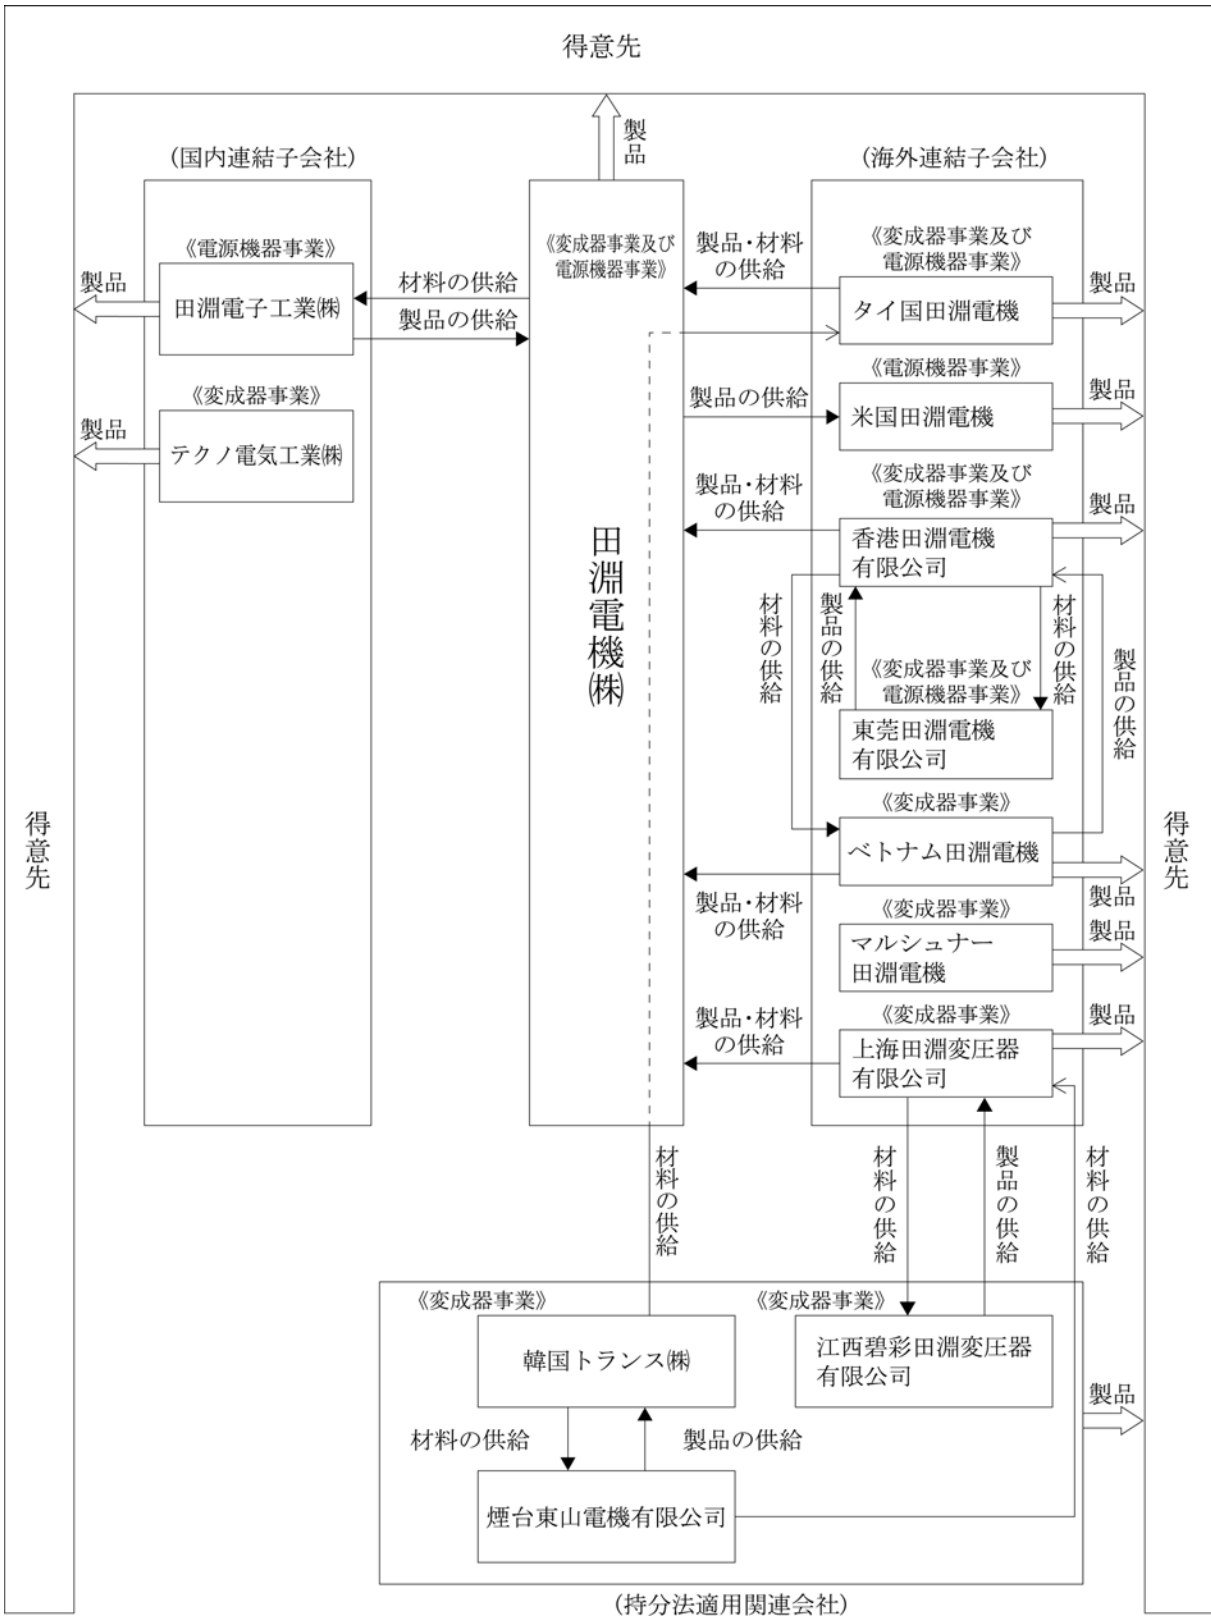 得意先
製品
(国内連結子会社)
(海外連結子会社)
《電源機器事業》
製品
田淵電子工業㈱
材料の供給
製品の供給
《変成器事業》
製品
テクノ電気工業㈱
《変成器事業及び
電源機器事業》
田淵電機㈱
製品・材料
の供給
《変成器事業及び
電源機器事業》
タイ国田淵電機
製品
製品の供給
《電源機器事業》
米国田淵電機
製品
製品・材料
の供給
《変成器事業及び
電源機器事業》
香港田淵電機
有限公司
製品
材料の供給
製品の供給
材料の供給
製品の供給
《変成器事業及び
電源機器事業》
東莞田淵電機
有限公司
《変成器事業》
ベトナム田淵電機
製品・材料
の供給
製品
《変成器事業》
マルシュナー
田淵電機
製品
製品・材料
の供給
《変成器事業》
上海田淵変圧器
有限公司
製品
得意先
得意先
材料の供給
材料の供給
製品の供給
材料の供給
《変成器事業》
韓国トランス㈱
《変成器事業》
江西碧彩田淵変圧器
有限公司
製品
材料の供給
製品の供給
煙台東山電機有限公司
(持分法適用関連会社)